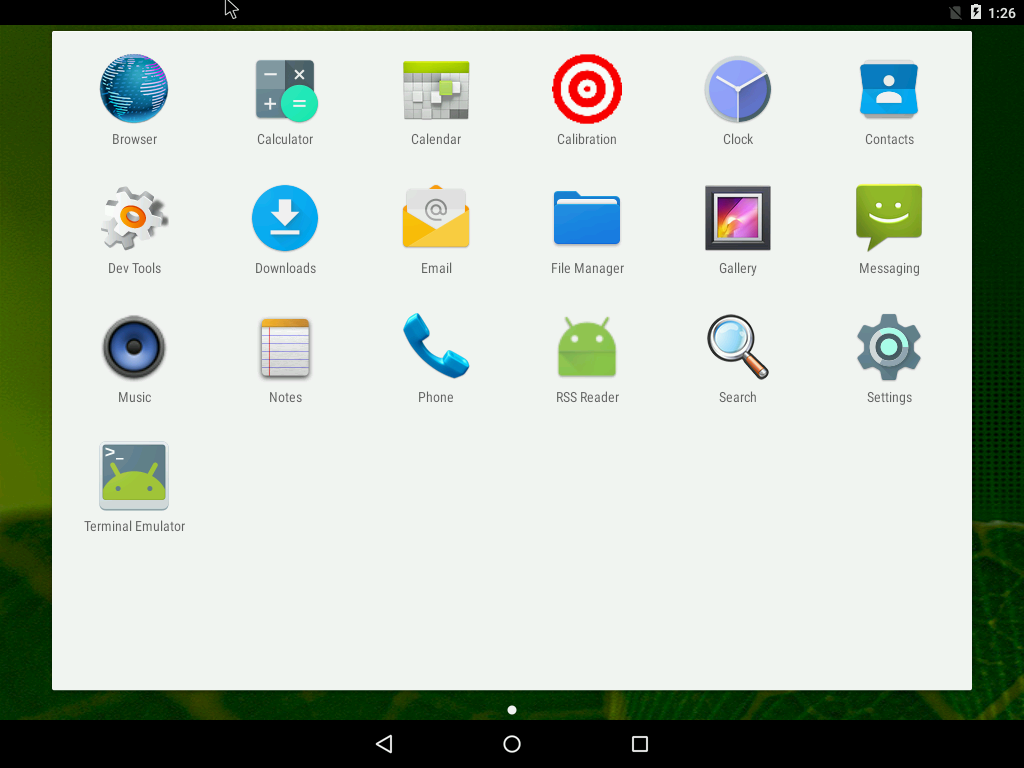 1:26
Browser
Calculator
Calendar
Calibration
Clock
Contacts
Dev Tools
Downloads
Email
File Manager
Gallery
Messaging
Music
Notes
Phone
RSS Reader
Search
Settings
>_
Terminal Emulator